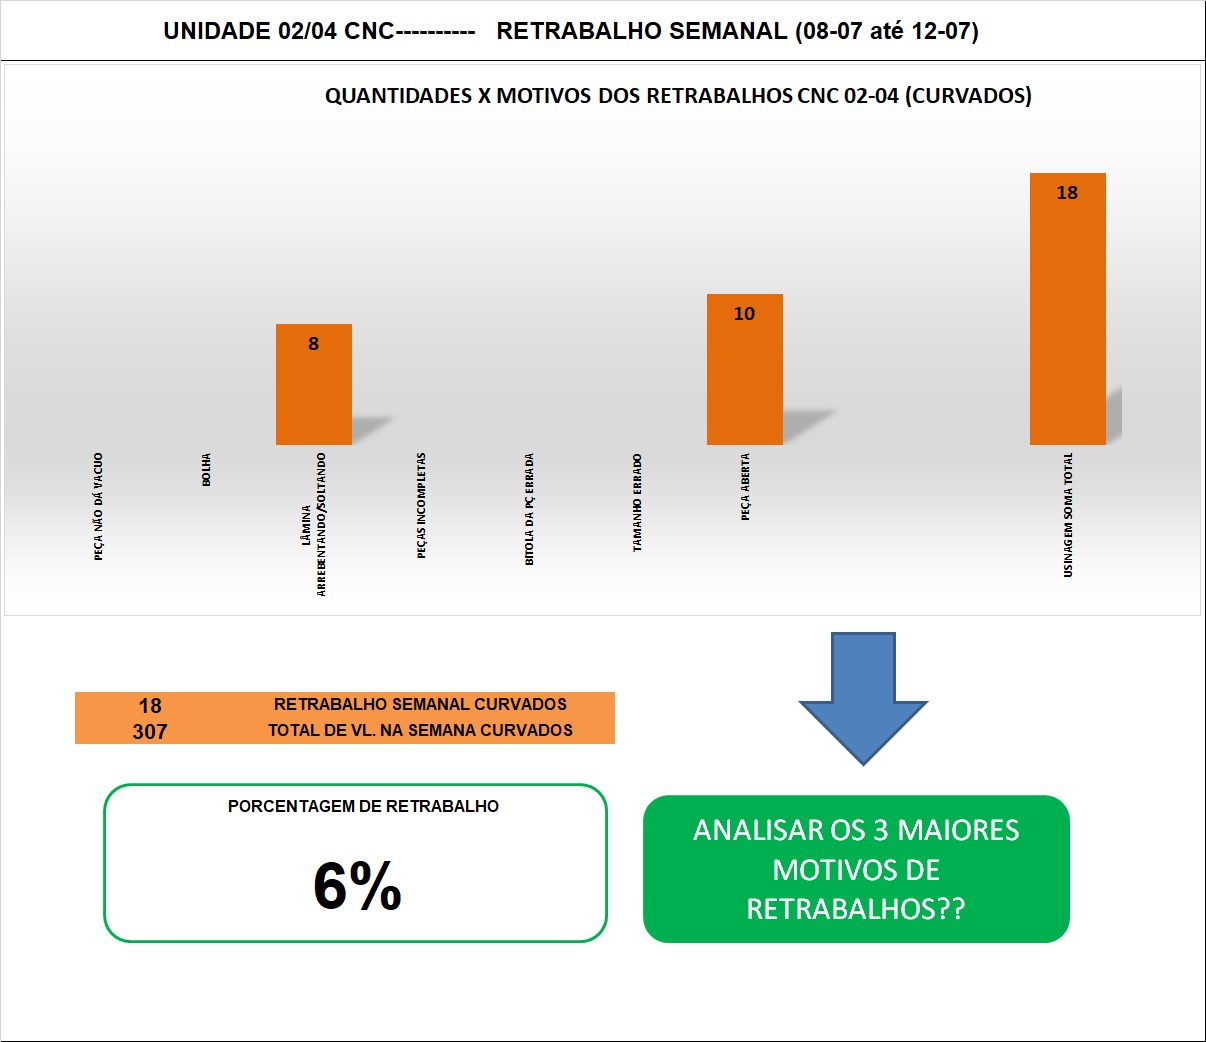 UNIDADE 02/04 CNC---------- RETRABALHO SEMANAL (08-07 até 12-07)
QUANTIDADES X MOTIVOS DOS RETRABALHOS CNC 02-04 (CURVADOS)
8
10
18
PEÇA NÃO DÁ VACUO
BOLHA
LÂMINA
ARREBENTANDO/SOLTANDO
PEÇAS INCOMPLETAS
BITOLA DA PÇ ERRADA
TAMANHO ERRADO
PEÇA ABERTA
USINAGEM SOMA TOTAL
18 RETRABALHO SEMANAL CURVADOS
307 TOTAL DE VL. NA SEMANA CURVADOS
PORCENTAGEM DE RETRABALHO
6%
ANALISAR OS 3 MAIORES
MOTIVOS DE
RETRABALHOS??